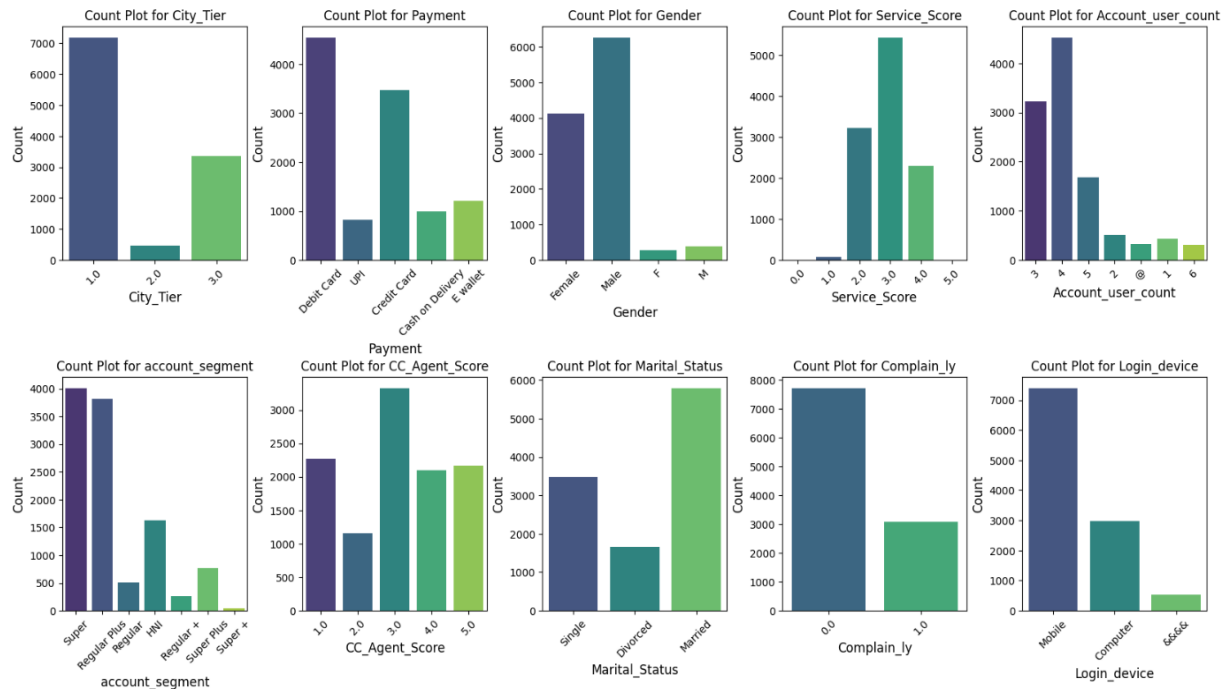 Count Plot for City_Tier
7000
6000
5000
4000
3000
2000
1000
0
Count
1.0
2.0
3.0
City_Tier
Count Plot for Payment
4000
3000
2000
1000
0
Count
Debit Card
UPI
Credit Card
Cash on Delivery
E wallet
Payment
Count Plot for Gender
6000
5000
4000
3000
2000
1000
0
Count
Female
Male
F
M
Gender
Count Plot for Service_Score
5000
4000
3000
2000
1000
0
Count
0.0
1.0
2.0
3.0
4.0
5.0
Service_Score
Count Plot for Account_user_count
4000
3000
2000
1000
0
Count
3
4
5
2
@
1
6
Account_user_count
Count Plot for account_segment
4000
3500
3000
2500
2000
1500
1000
500
0
Count
Super
Regular Plus
Regular
HNI
Regular +
Super Plus
Super +
account_segment
Count Plot for CC_Agent_Score
3000
2500
2000
1500
1000
500
0
Count
1.0
2.0
3.0
4.0
5.0
CC_Agent_Score
Count Plot for Marital_Status
6000
5000
4000
3000
2000
1000
0
Count
Single
Divorced
Married
Marital_Status
Count Plot for Complain_ly
8000
7000
6000
5000
4000
3000
2000
1000
0
Count
0.0
1.0
Complain_ly
Count Plot for Login_device
7000
6000
5000
4000
3000
2000
1000
0
Count
Mobile
Computer
&&&&
Login_device